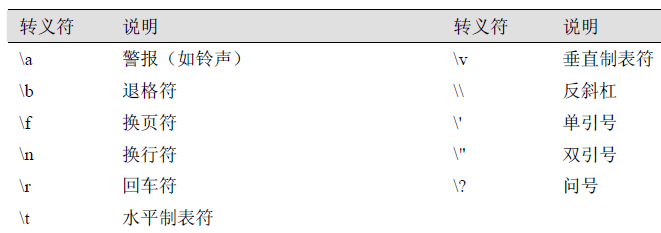 转义符 说明 转义符 说明
\a 警报（如铃声） \v 垂直制表符
\b 退格符 \\ 反斜杠
\f 换页符 \' 单引号
\n 换行符 \" 双引号
\r 回车符 \? 问号
\t 水平制表符